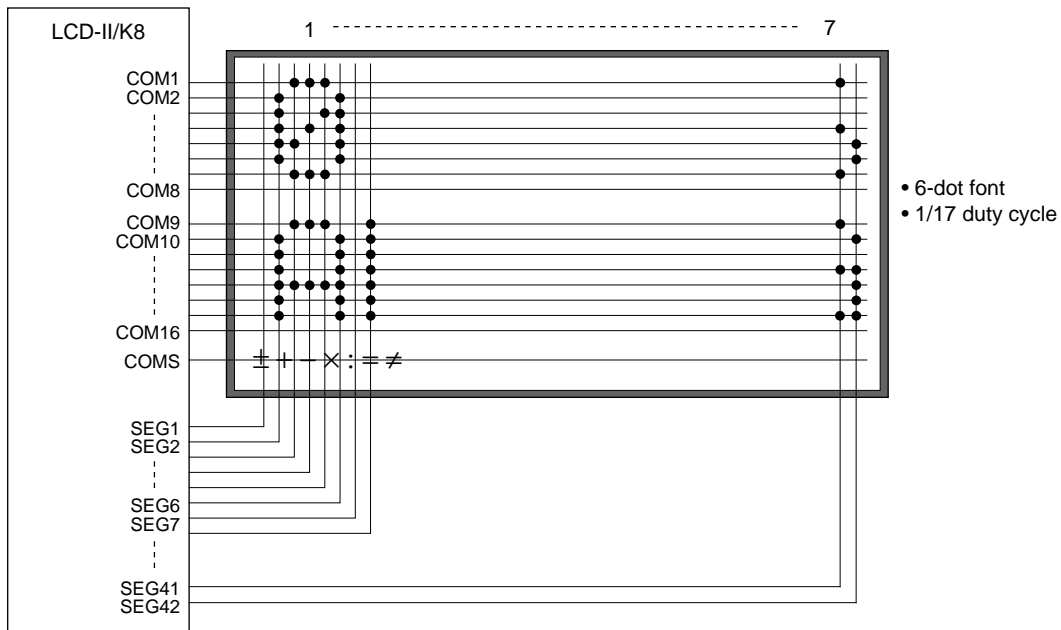 LCD-II/K8
1
7
COM1
COM2
COM8
COM9
COM10
COM16
COMS
± + − × : = ≠
• 6-dot font
• 1/17 duty cycle
SEG1
SEG2
SEG6
SEG7
SEG41
SEG42